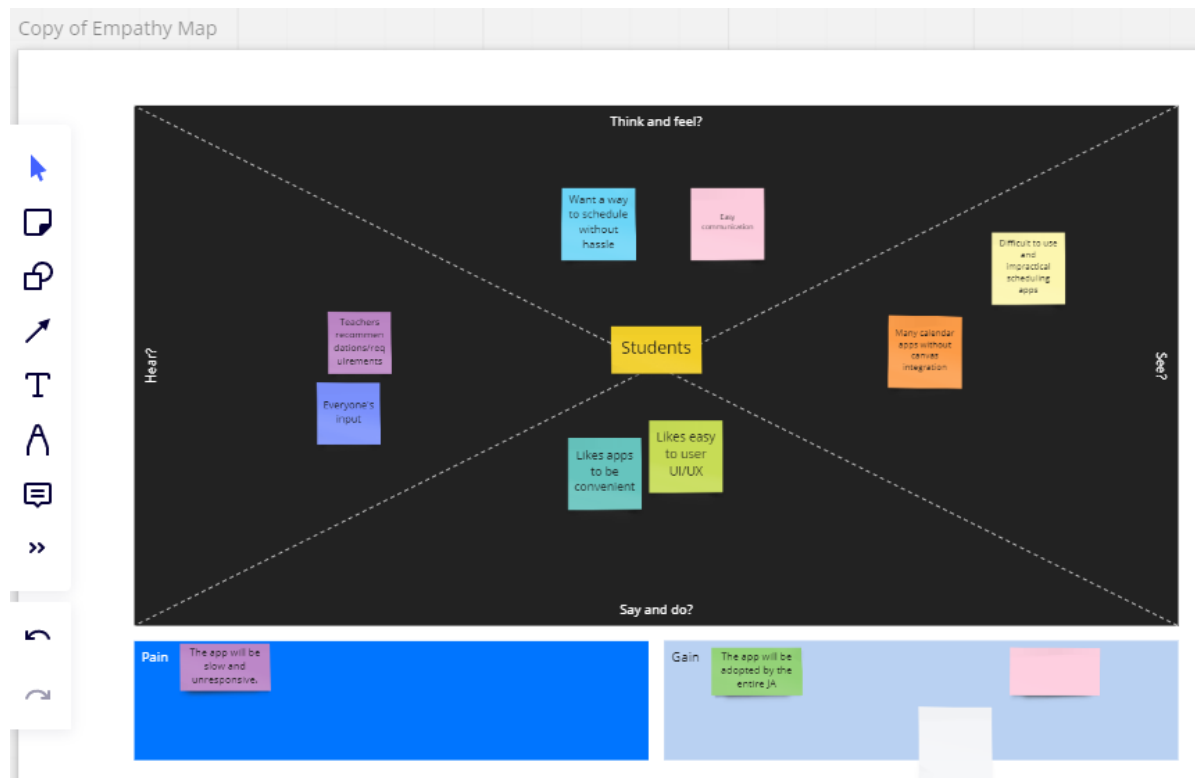 Copy of Empathy Map
Think and feel?
Want a way
to schedule
without
hassle
Easy
communication
Difficult to use
and
impractical
scheduling
apps
Teachers
recommen
dations/req
uirements
Hear?
Everyone's
input
Students
Many calendar
apps without
canvas
integration
See?
Likes apps
to be
convenient
Likes easy
to user
UI/UX
Say and do?
Pain
The app will be
slow and
unresponsive.
Gain
The app will be
adopted by the
entire JA